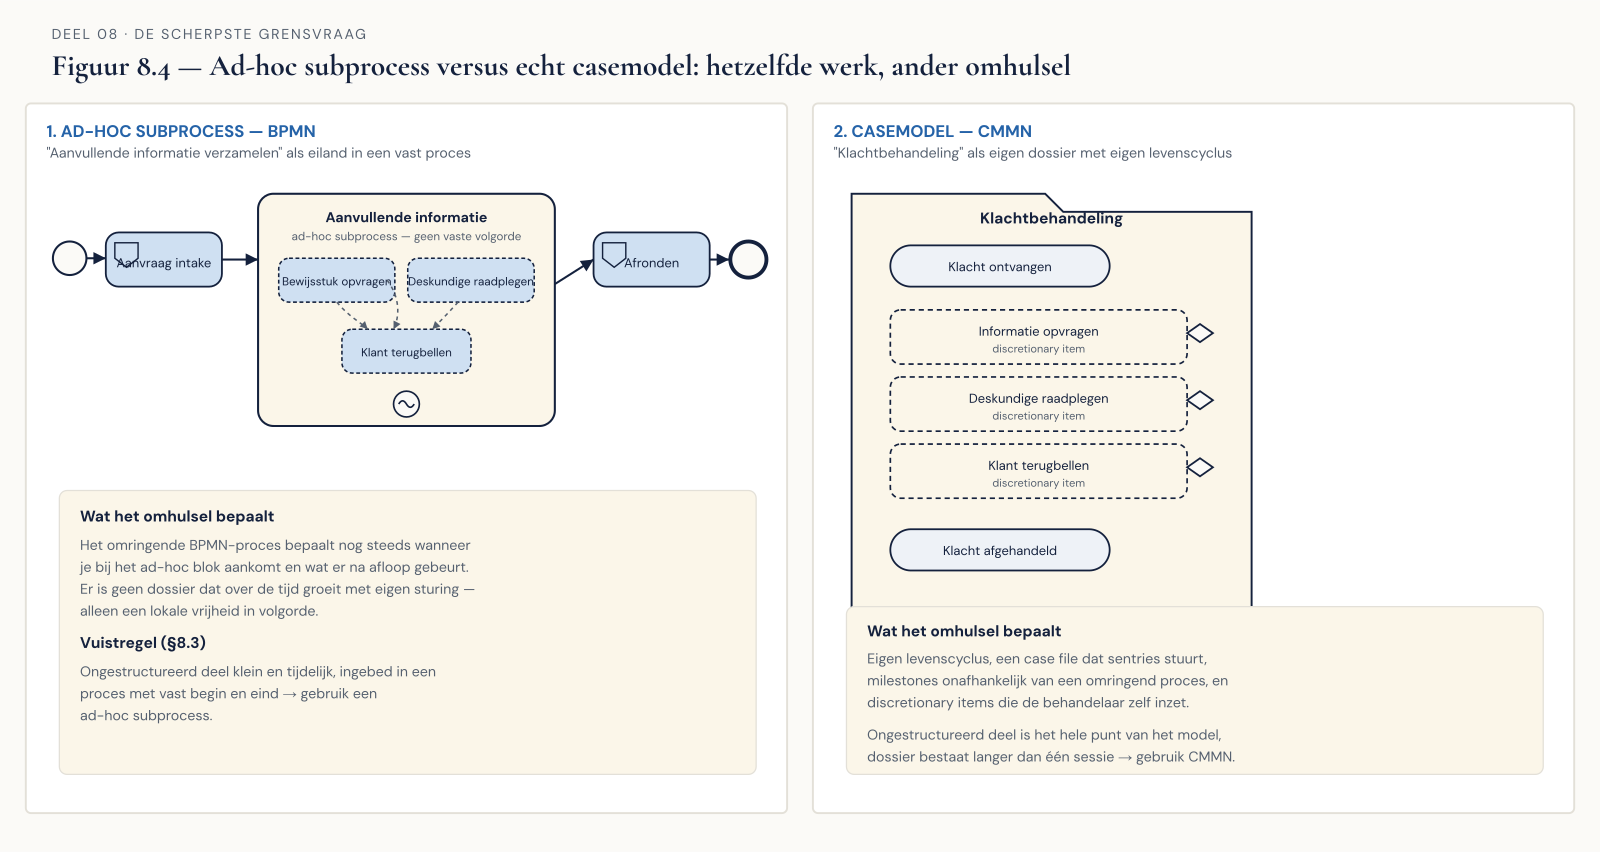 DEEL 08 · DE SCHERPSTE GRENSVRAAG
Figuur 8.4 — Ad-hoc subprocess versus echt casemodel: hetzelfde werk, ander omhulsel
1. AD-HOC SUBPROCESS — BPMN
"Aanvullende informatie verzamelen" als eiland in een vast proces
Aanvraag intake
Aanvullende informatie
ad-hoc subprocess — geen vaste volgorde
Bewijsstuk opvragen
Deskundige raadplegen
Klant terugbellen
Afronden
Wat het omhulsel bepaalt
Het omringende BPMN-proces bepaalt nog steeds wanneer
je bij het ad-hoc blok aankomt en wat er na afloop gebeurt.
Er is geen dossier dat over de tijd groeit met eigen sturing —
alleen een lokale vrijheid in volgorde.
Vuistregel (§8.3)
Ongestructureerd deel klein en tijdelijk, ingebed in een
proces met vast begin en eind → gebruik een
ad-hoc subprocess.
2. CASEMODEL — CMMN
"Klachtbehandeling" als eigen dossier met eigen levenscyclus
Klachtbehandeling
Klacht ontvangen
Informatie opvragen
discretionary item
Deskundige raadplegen
discretionary item
Klant terugbellen
discretionary item
Klacht afgehandeld
Wat het omhulsel bepaalt
Eigen levenscyclus, een case file dat sentries stuurt,
milestones onafhankelijk van een omringend proces, en
discretionary items die de behandelaar zelf inzet.
Ongestructureerd deel is het hele punt van het model,
dossier bestaat langer dan één sessie → gebruik CMMN.